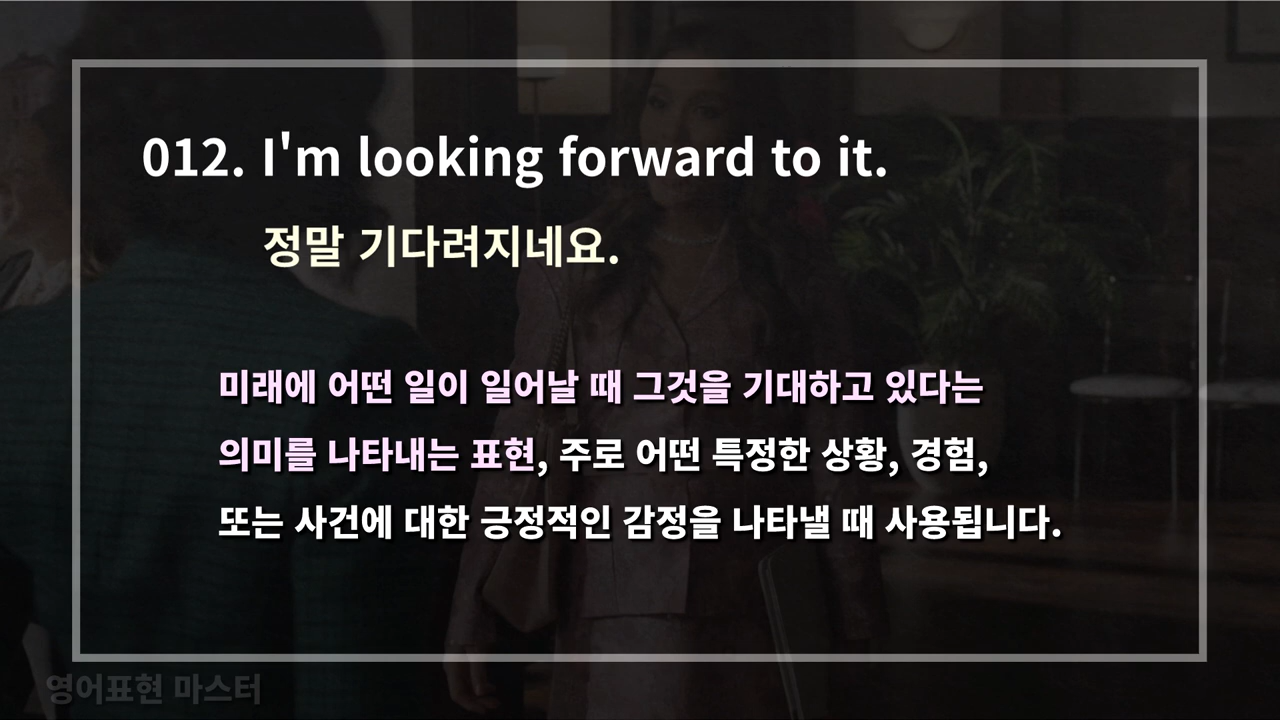 012. I'm looking forward to it.
정말 기다려지네요.
미래에 어떤 일이 일어날 때 그것을 기대하고 있다는
의미를 나타내는 표현, 주로 어떤 특정한 상황, 경험,
또는 사건에 대한 긍정적인 감정을 나타낼 때 사용됩니다.
영어표현 마스터